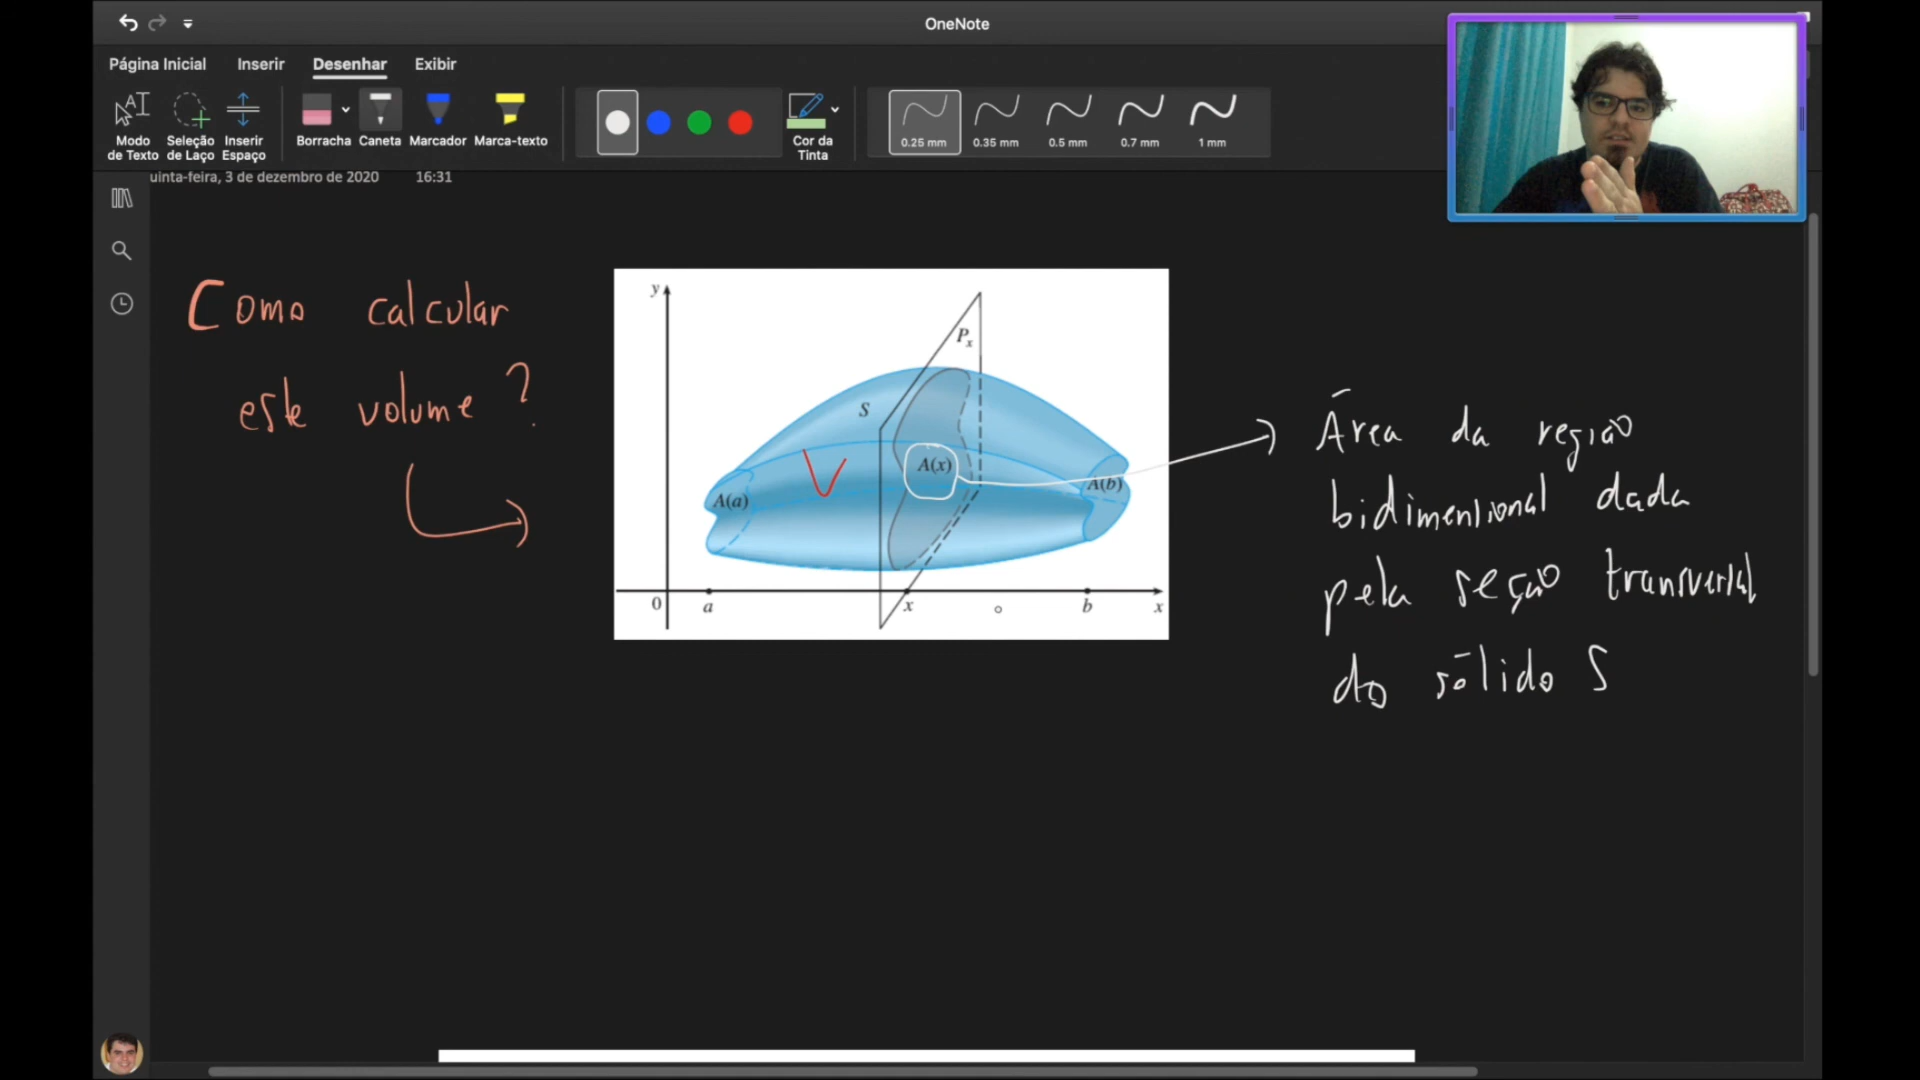 OneNote
Página Inicial Inserir Desenhar Exibir
Modo de Texto
Seleção de Laço
Inserir Espaço
Borracha
Caneta
Marcador
Marca-texto
Cor da Tinta
0.25 mm
0.35 mm
0.5 mm
0.7 mm
1 mm
uinta-feira, 3 de dezembro de 2020 16:31
Como calcular
este volume?
y
Px
S
V
A(a)
A(x)
A(b)
0 a x b x
Área da região
bidimensional dada
pela seção transversal
do sólido S